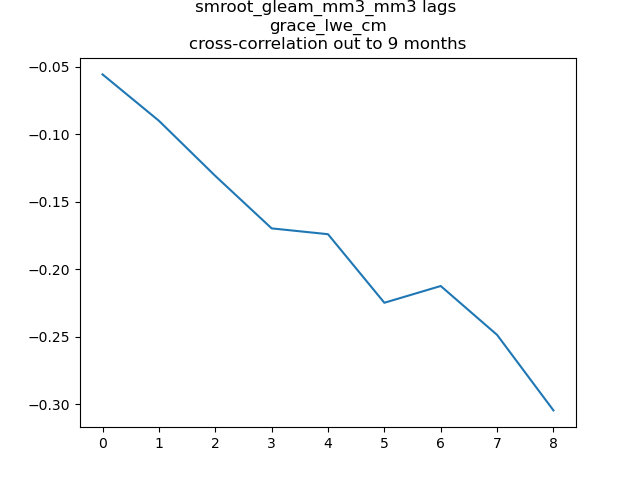 smroot_gleam_mm3_mm3 lags
grace_lwe_cm
cross-correlation out to 9 months
−0.05
−0.10
−0.15
−0.20
−0.25
−0.30
0 1 2 3 4 5 6 7 8